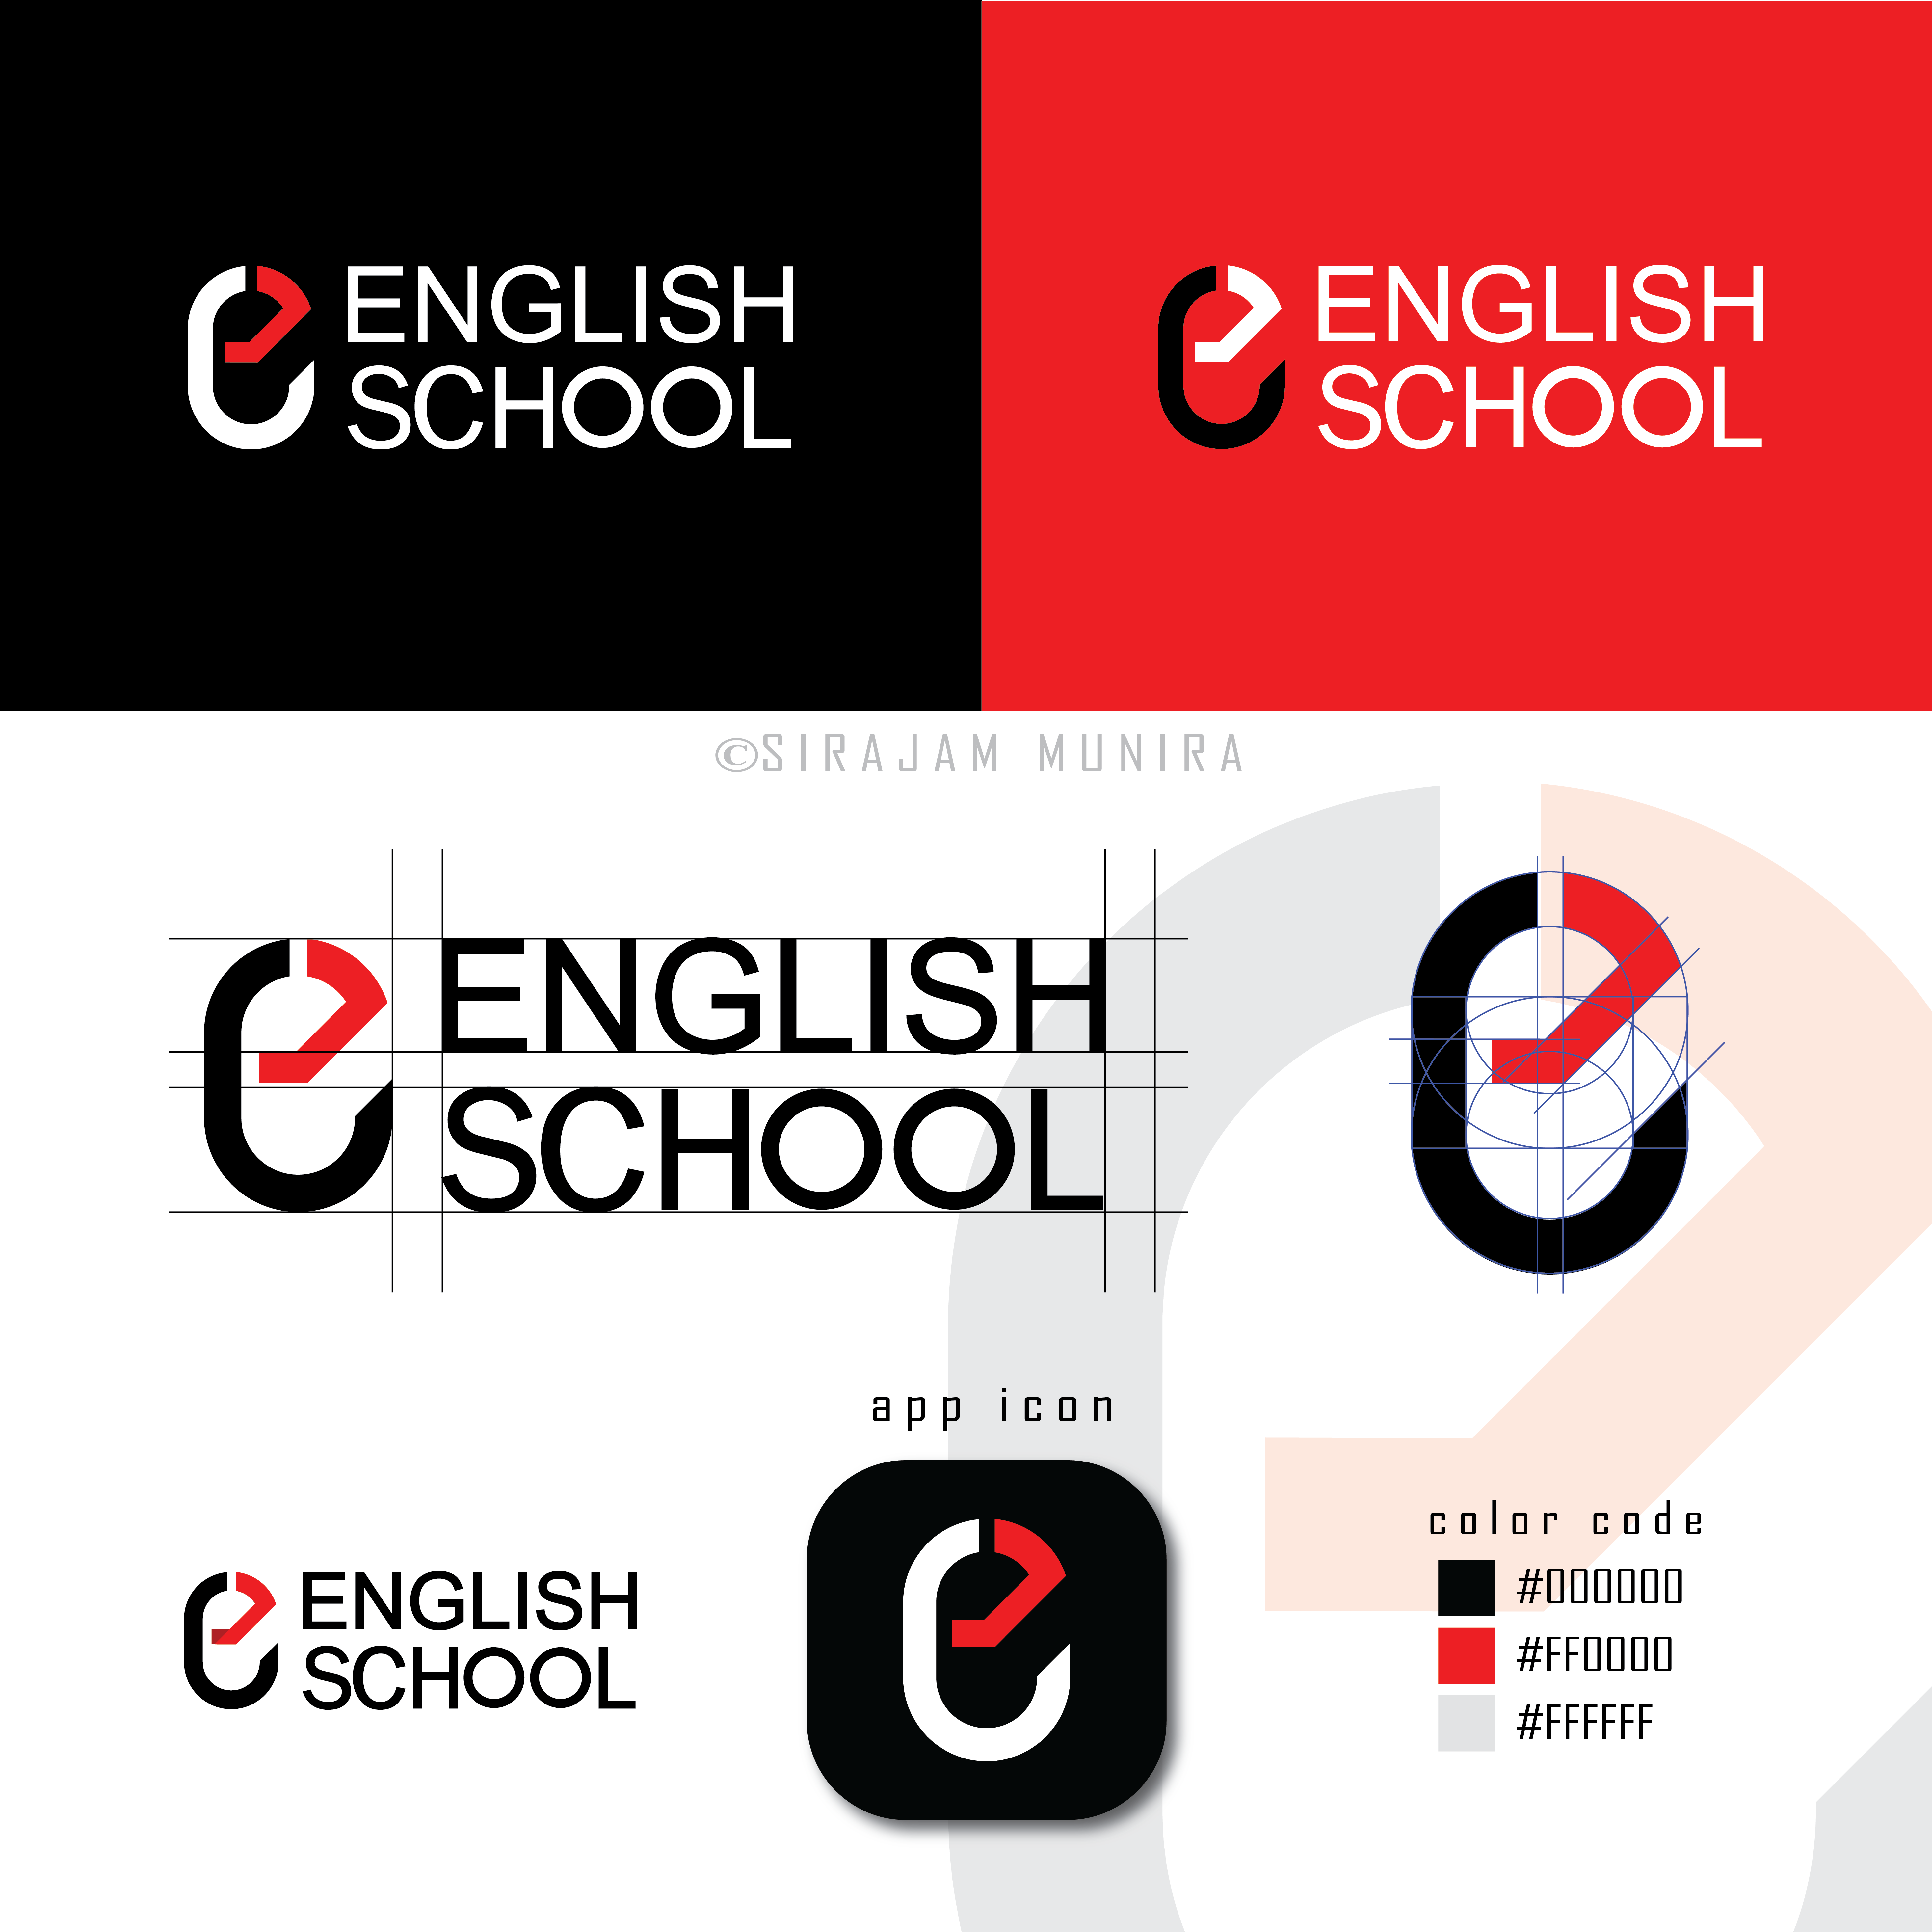 ENGLISH
SCHOOL
ENGLISH
SCHOOL
©SIRAJAM MUNIRA
ENGLISH
SCHOOL
app icon
ENGLISH
SCHOOL
color code
#000000
#FF0000
#FFFFFF